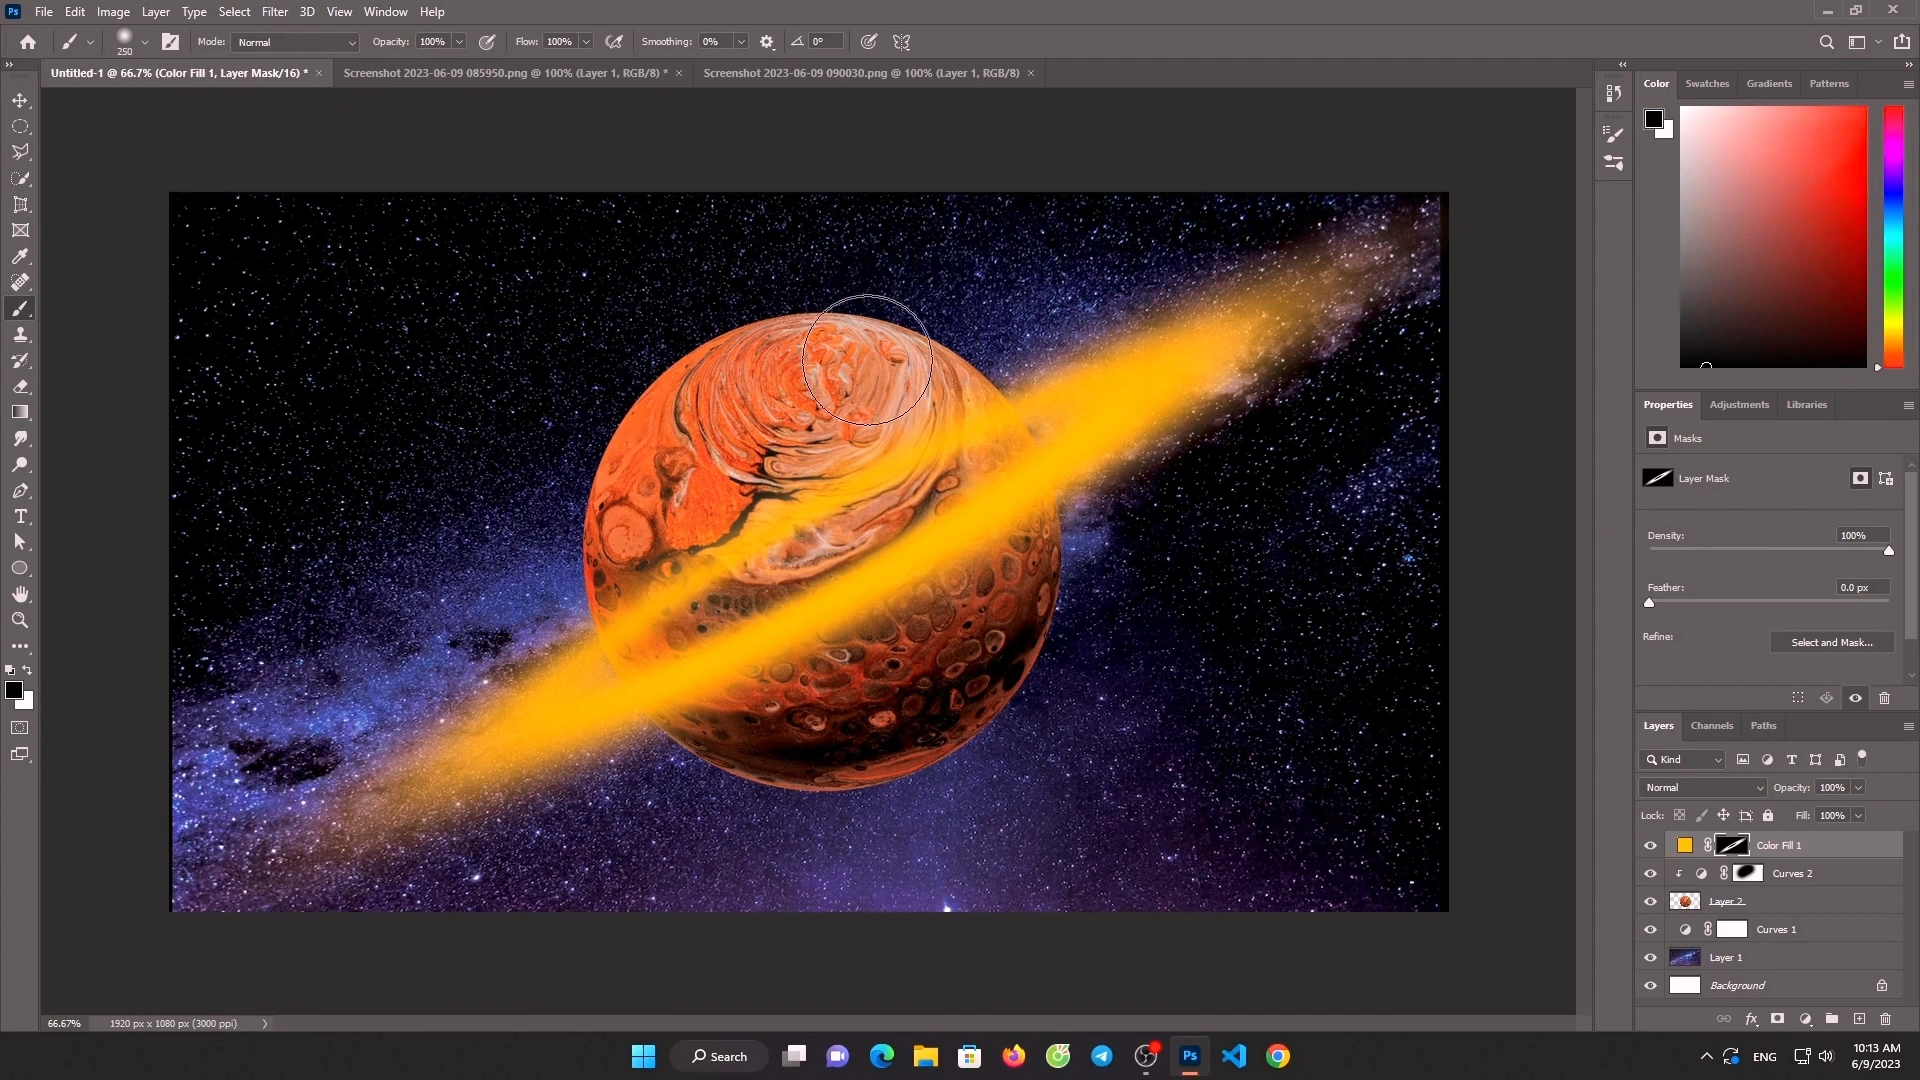 Ps File Edit Image Layer Type Select Filter 3D View Window Help
250 Mode: Normal Opacity: 100% Flow: 100% Smoothing: 0% 0°
Untitled-1 @ 66.7% (Color Fill 1, Layer Mask/16) * × Screenshot 2023-06-09 085950.png @ 100% (Layer 1, RGB/8) * × Screenshot 2023-06-09 090030.png @ 100% (Layer 1, RGB/8) ×
Color Swatches Gradients Patterns
Properties Adjustments Libraries
Masks
Layer Mask
Density: 100%
Feather: 0.0 px
Refine: Select and Mask...
Layers Channels Paths
Kind
Normal Opacity: 100%
Lock: Fill: 100%
Color Fill 1
Curves 2
Layer 2
Curves 1
Layer 1
Background
fx
66.67% 1920 px x 1080 px (3000 ppi)
Search Ps ENG 10:13 AM
6/9/2023